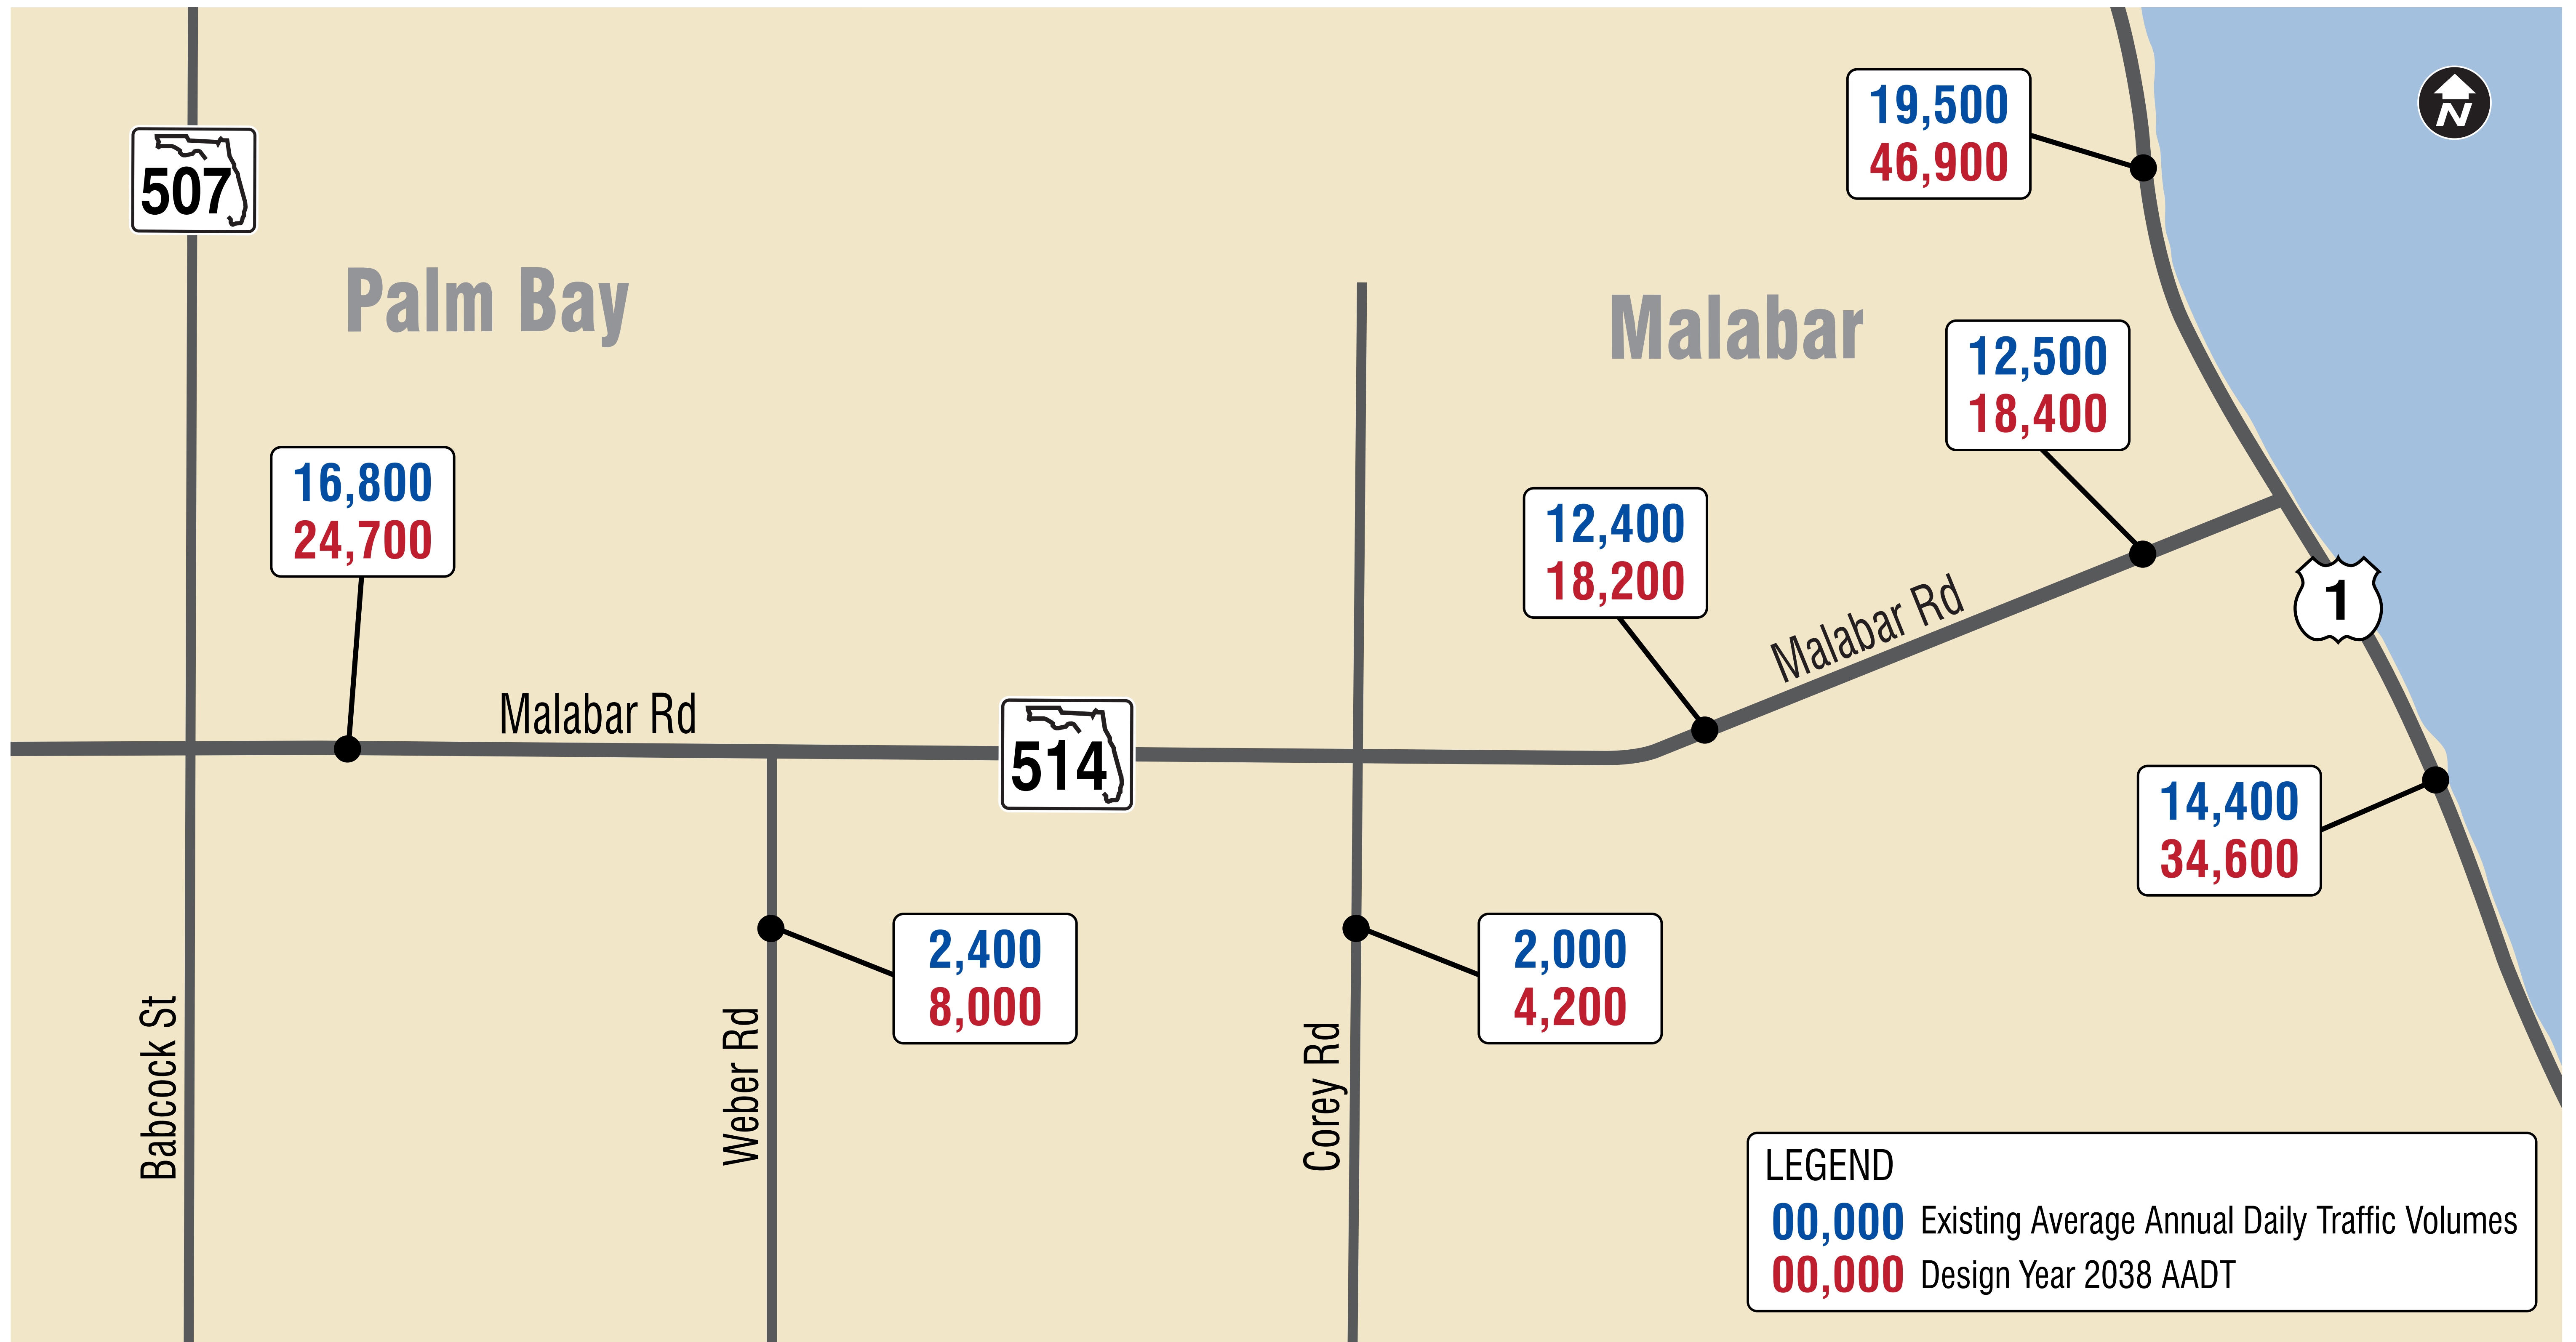 507
Palm Bay
Malabar
19,500
46,900
N
12,500
18,400
16,800
24,700
12,400
18,200
Malabar Rd
514
Malabar Rd
1
14,400
34,600
2,400
8,000
2,000
4,200
Babcock St
Weber Rd
Corey Rd
LEGEND
00,000 Existing Average Annual Daily Traffic Volumes
00,000 Design Year 2038 AADT